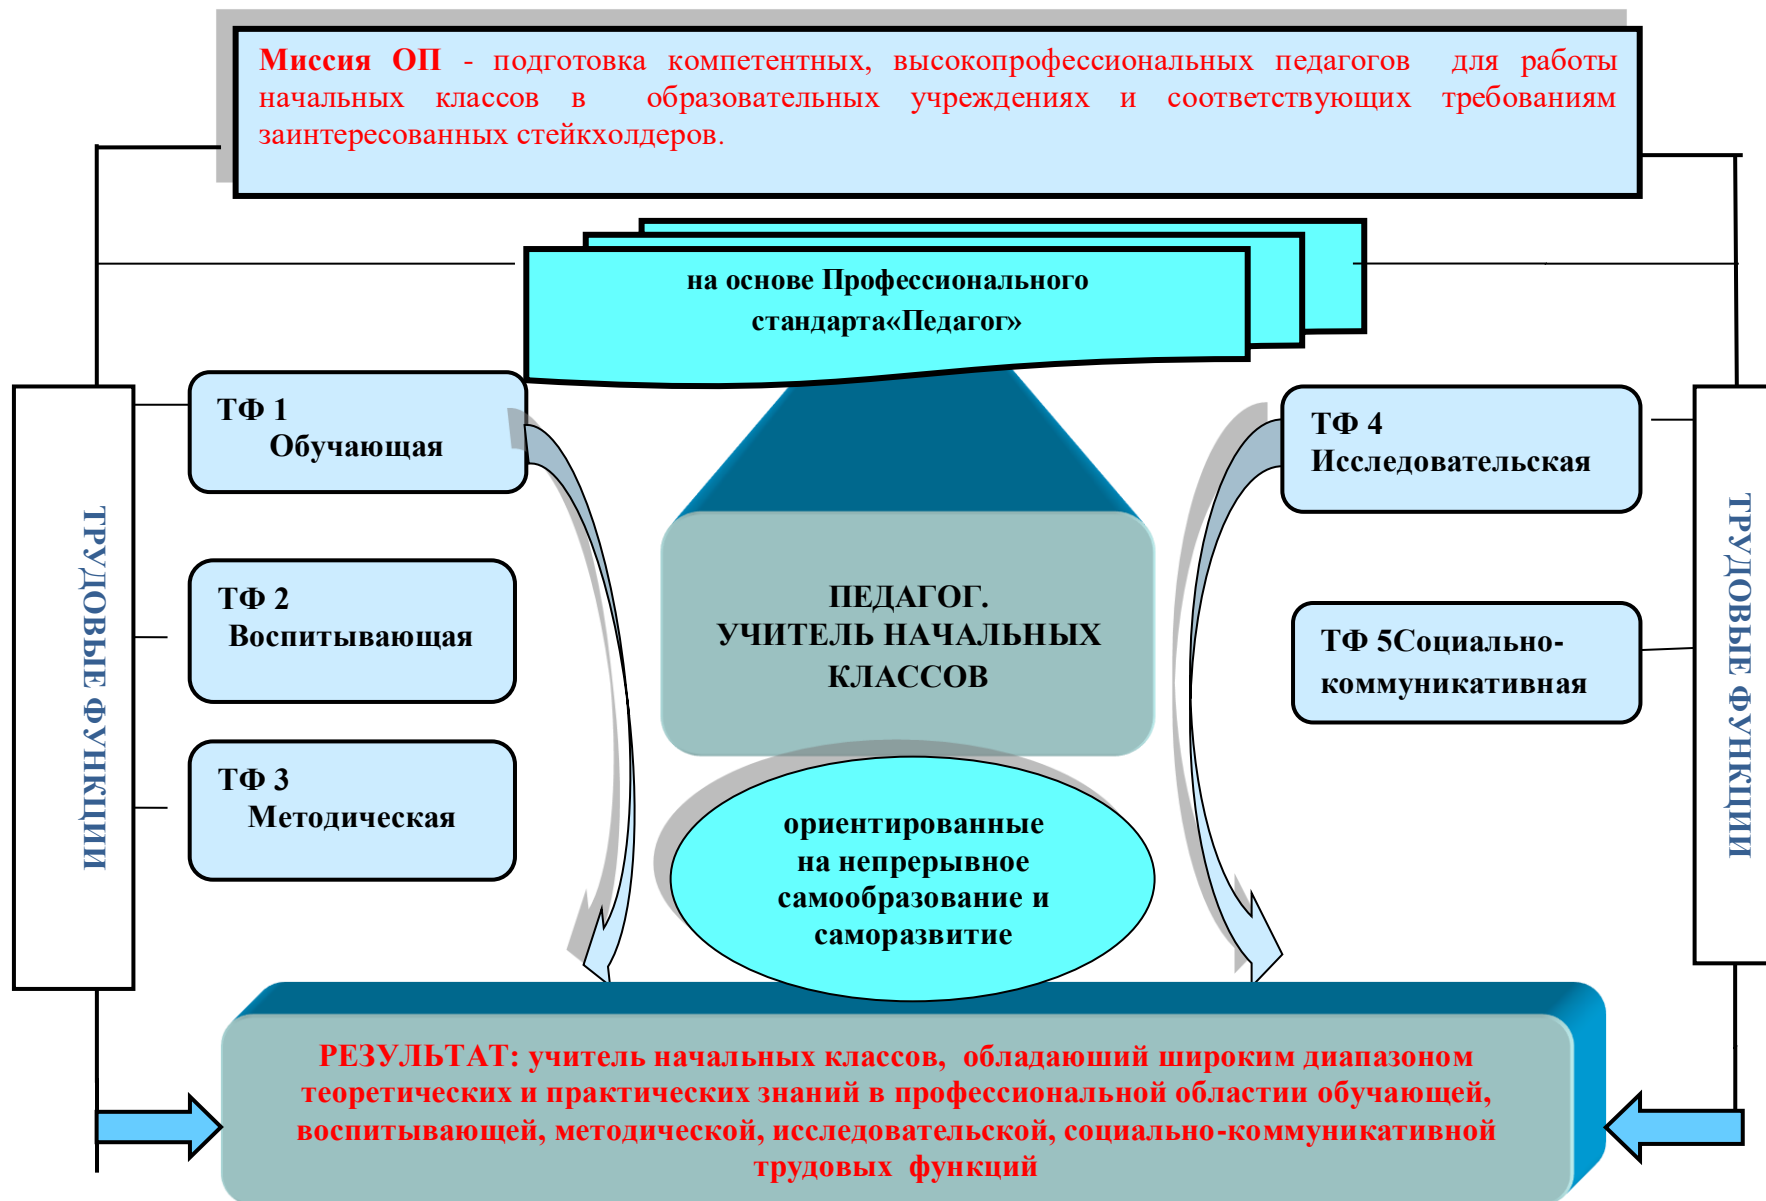 Миссия ОП - подготовка компетентных, высокопрофессиональных педагогов для работы
начальных классов в образовательных учреждениях и соответствующих требованиям
заинтересованных стейкхолдеров.
на основе Профессионального
стандарта«Педагог»
ТРУДОВЫЕ ФУНКЦИИ
ТФ 1
Обучающая
ТФ 2
Воспитывающая
ТФ 3
Методическая
ПЕДАГОГ.
УЧИТЕЛЬ НАЧАЛЬНЫХ
КЛАССОВ
ориентированные
на непрерывное
самообразование и
саморазвитие
ТФ 4
Исследовательская
ТФ 5Социально-
коммуникативная
ТРУДОВЫЕ ФУНКЦИИ
РЕЗУЛЬТАТ: учитель начальных классов, обладаюший широким диапазоном
теоретических и практических знаний в профессиональной областии обучающей,
воспитывающей, методической, исследовательской, социально-коммуникативной
трудовых функций